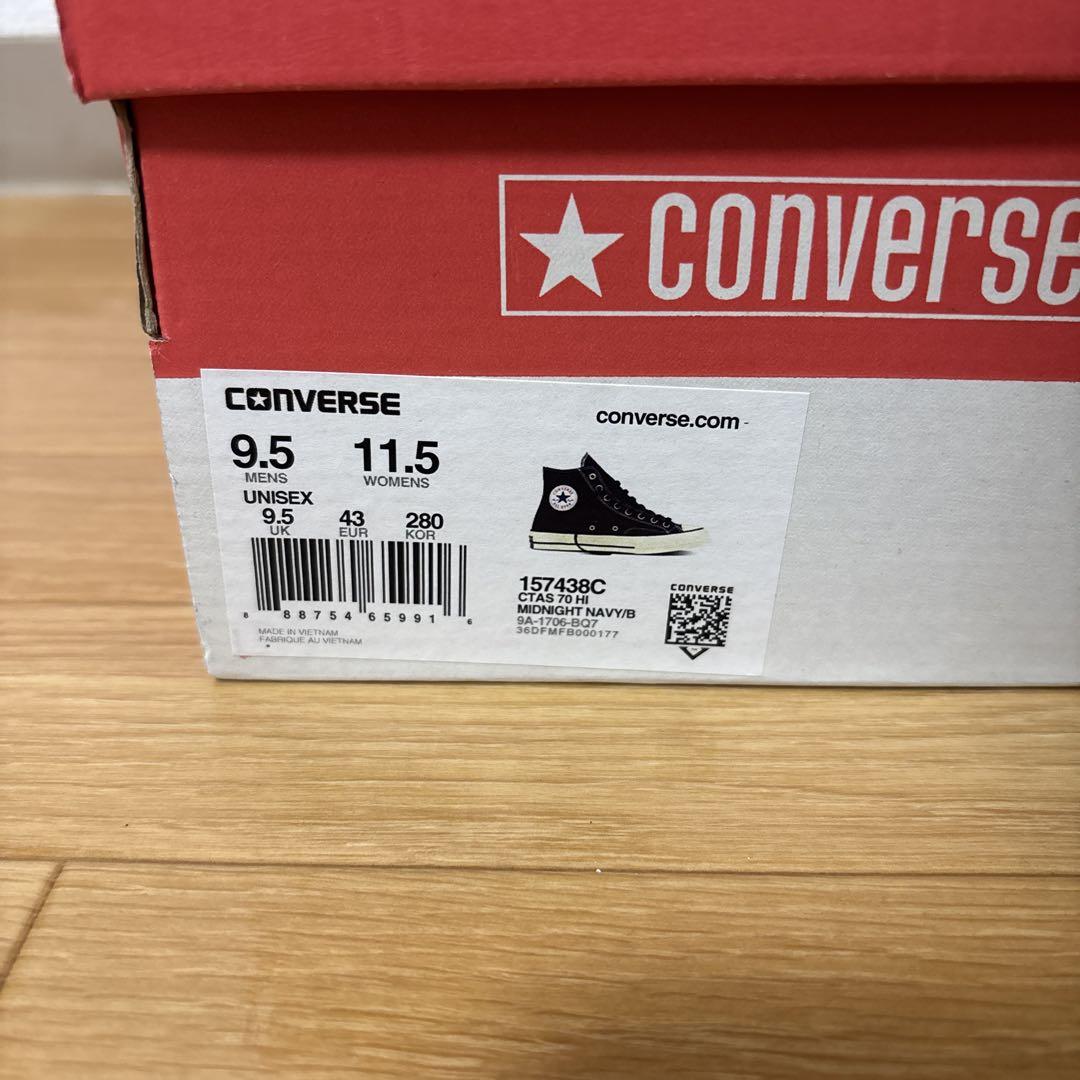 converse
CONVERSE
converse.com
9.5 11.5
MENS WOMENS
UNISEX
9.5 43 280
UK EUR KOR
8 88754 65991 6
MADE IN VIETNAM
FABRIQUE AU VIETNAM
157438C
CTAS 70 HI
MIDNIGHT NAVY/B
9A-1706-BQ7
36DFMFB000177
CONVERSE